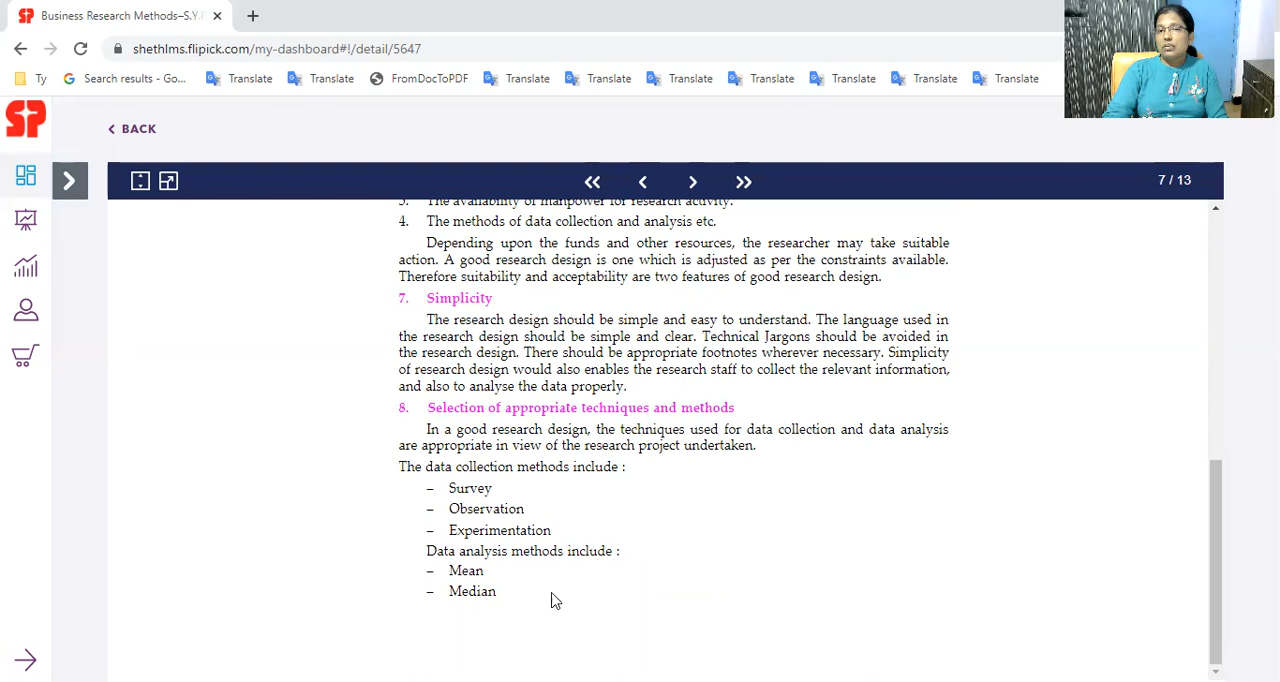 Business Research Methods–S.Y.
shethlms.flipick.com/my-dashboard#!/detail/5647
Ty
Search results - Go...
Translate
Translate
FromDocToPDF
Translate
Translate
Translate
Translate
Translate
Translate
Translate
SP
BACK
7 / 13
The availability of manpower for research activity.
4. The methods of data collection and analysis etc.
Depending upon the funds and other resources, the researcher may take suitable
action. A good research design is one which is adjusted as per the constraints available.
Therefore suitability and acceptability are two features of good research design.
7. Simplicity
The research design should be simple and easy to understand. The language used in
the research design should be simple and clear. Technical Jargons should be avoided in
the research design. There should be appropriate footnotes wherever necessary. Simplicity
of research design would also enables the research staff to collect the relevant information,
and also to analyse the data properly.
8. Selection of appropriate techniques and methods
In a good research design, the techniques used for data collection and data analysis
are appropriate in view of the research project undertaken.
The data collection methods include :
– Survey
– Observation
– Experimentation
Data analysis methods include :
– Mean
– Median